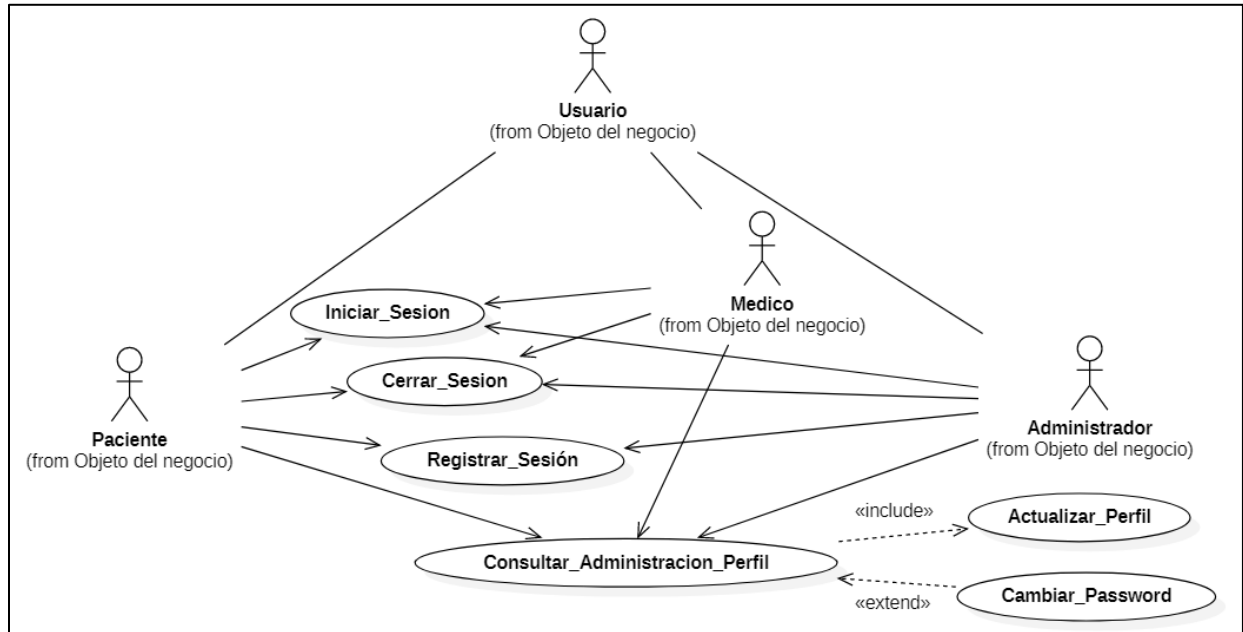 Usuario
(from Objeto del negocio)
Medico
(from Objeto del negocio)
Iniciar_Sesion
Cerrar_Sesion
Paciente
(from Objeto del negocio)
Administrador
(from Objeto del negocio)
Registrar_Sesión
«include»
Actualizar_Perfil
Consultar_Administracion_Perfil
«extend»
Cambiar_Password